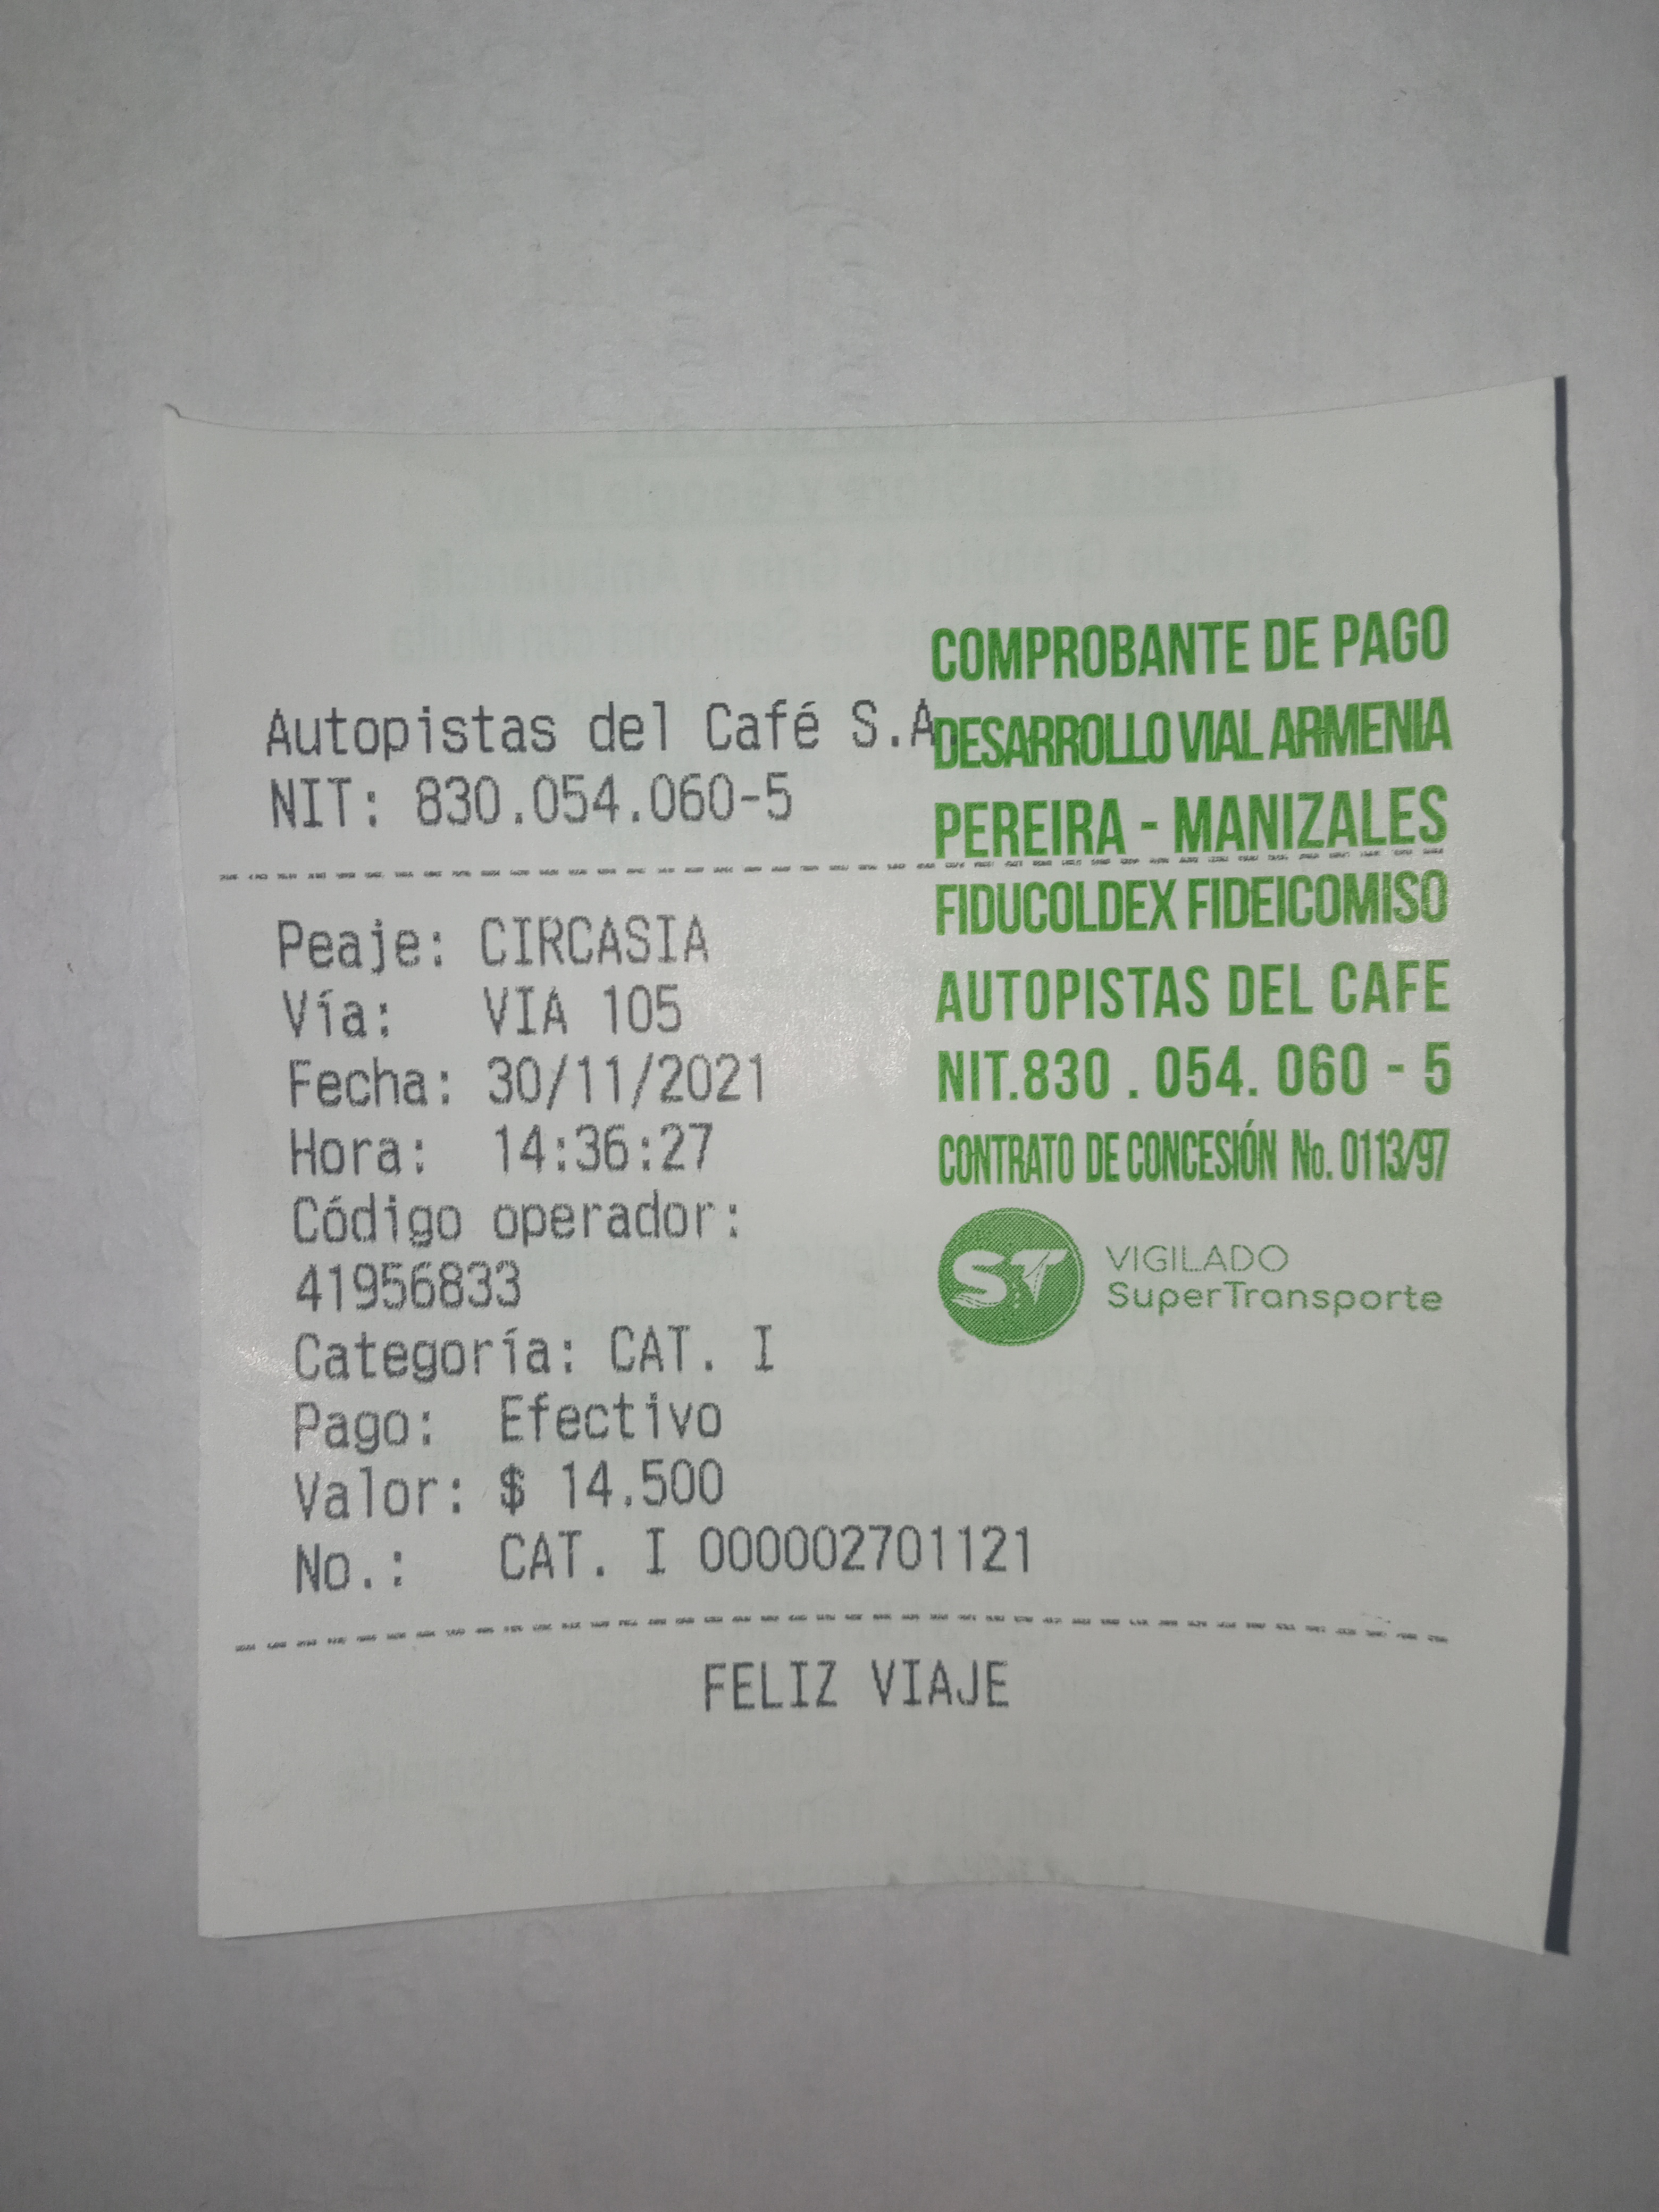 COMPROBANTE DE PAGO
DESARROLLO VIAL ARMENIA
PEREIRA - MANIZALES
FIDUCOLDEX FIDEICOMISO
AUTOPISTAS DEL CAFE
NIT.830 . 054. 060 - 5
CONTRATO DE CONCESIÓN No. 0113/97
ST
VIGILADO
SuperTransporte
Autopistas del Café S.A.
NIT: 830.054.060-5
Peaje: CIRCASIA
Vía: VIA 105
Fecha: 30/11/2021
Hora: 14:36:27
Código operador:
41956833
Categoría: CAT. I
Pago: Efectivo
Valor: $ 14.500
No.: CAT. I 000002701121
FELIZ VIAJE